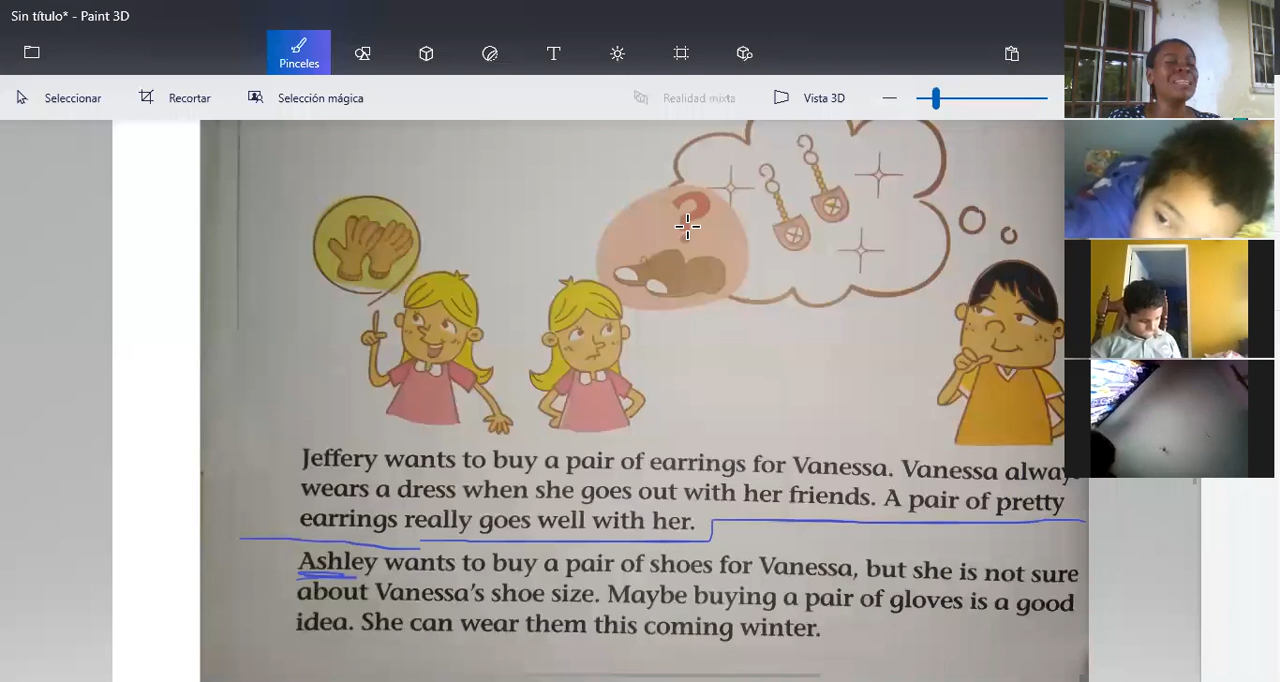 Sin título* - Paint 3D
Pinceles
Seleccionar Recortar Selección mágica Realidad mixta Vista 3D
?
Jeffery wants to buy a pair of earrings for Vanessa. Vanessa
wears a dress when she goes out with her friends. A pair of pretty
earrings really goes well with her.
Ashley wants to buy a pair of shoes for Vanessa, but she is not sure
about Vanessa's shoe size. Maybe buying a pair of gloves is a good
idea. She can wear them this coming winter.